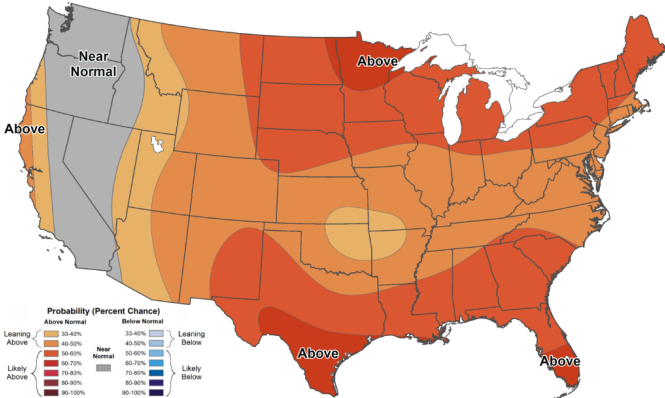 Near
Normal
Above
Above
Above
Above
Probability (Percent Chance)
Above Normal
Below Normal
Leaning
Above
33-40%
40-50%
Likely
Above
50-60%
60-70%
70-80%
80-90%
90-100%
Near
Normal
33-40%
40-50%
Leaning
Below
50-60%
60-70%
70-80%
80-90%
90-100%
Likely
Below